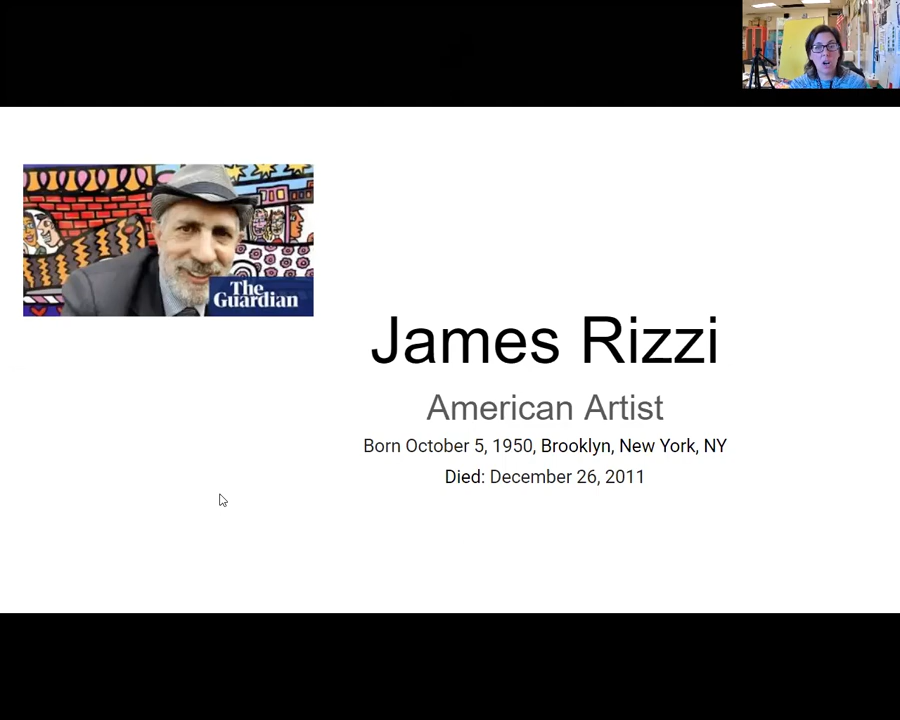 The
Guardian
James Rizzi
American Artist
Born October 5, 1950, Brooklyn, New York, NY
Died: December 26, 2011